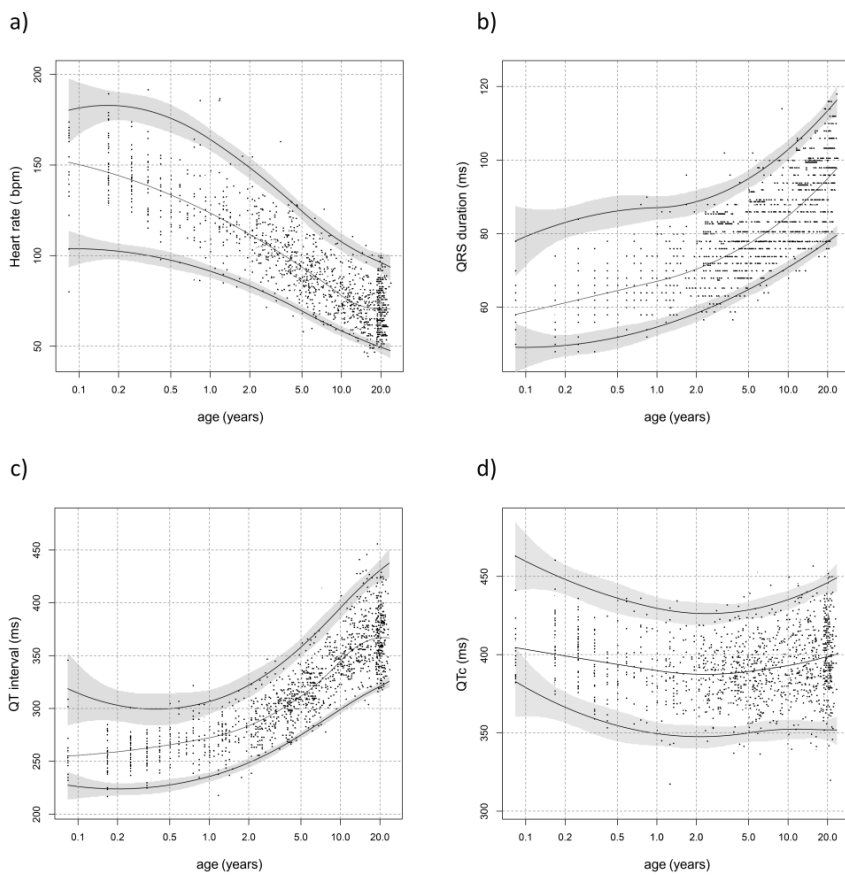 a)
b)
200
150
100
50
Heart rate ( bpm)
0.1 0.2 0.5 1.0 2.0 5.0 10.0 20.0
age (years)
120
100
80
60
QRS duration (ms)
0.1 0.2 0.5 1.0 2.0 5.0 10.0 20.0
age (years)
c)
d)
450
400
350
300
250
200
QT interval (ms)
0.1 0.2 0.5 1.0 2.0 5.0 10.0 20.0
age (years)
450
400
350
300
QTc (ms)
0.1 0.2 0.5 1.0 2.0 5.0 10.0 20.0
age (years)